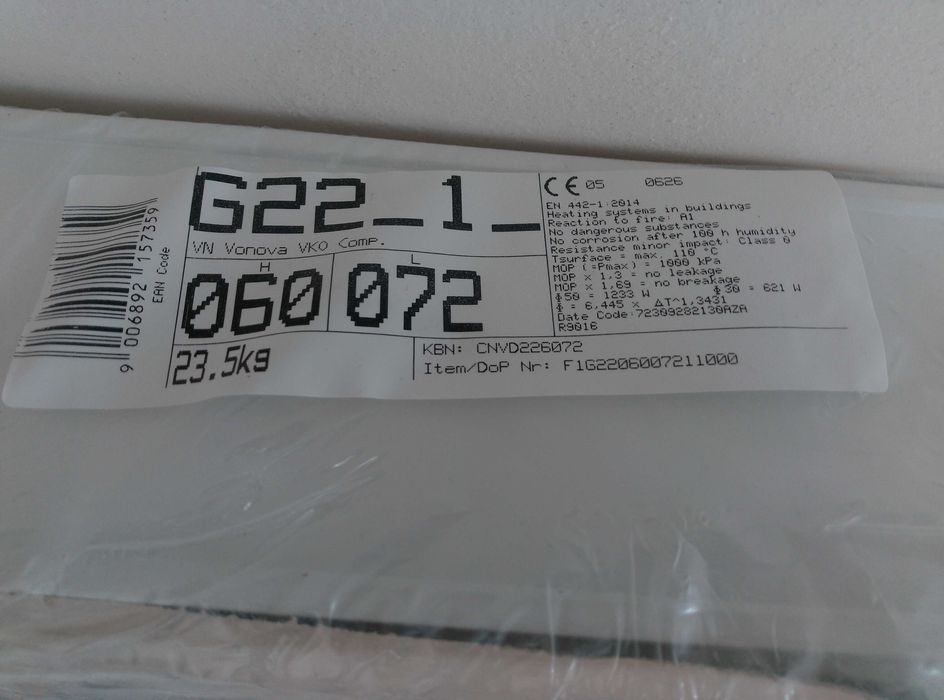 9 006892 157359
EAN Code
G22_1_
VN Vonova VKO Comp.
H
L
060
072
23.5kg
KBN: CNVD226072
Item/DoP Nr: F1G2206007211000
CE 05 0626
EN 442-1:2014
Heating systems in buildings
Reaction to fire: A1
No dangerous substances
No corrosion after 100 h humidity
Resistance minor impact: Class 0
Tsurface = max. 110 °C
MOP (=Pmax) = 1000 kPa
MOP x 1,3 = no leakage
MOP x 1,69 = no breakage
Φ50 = 1233 W Φ30 = 621 W
Φ = 6,445 x ΔT^1,3431
Date Code:72309282130AZA
R9016